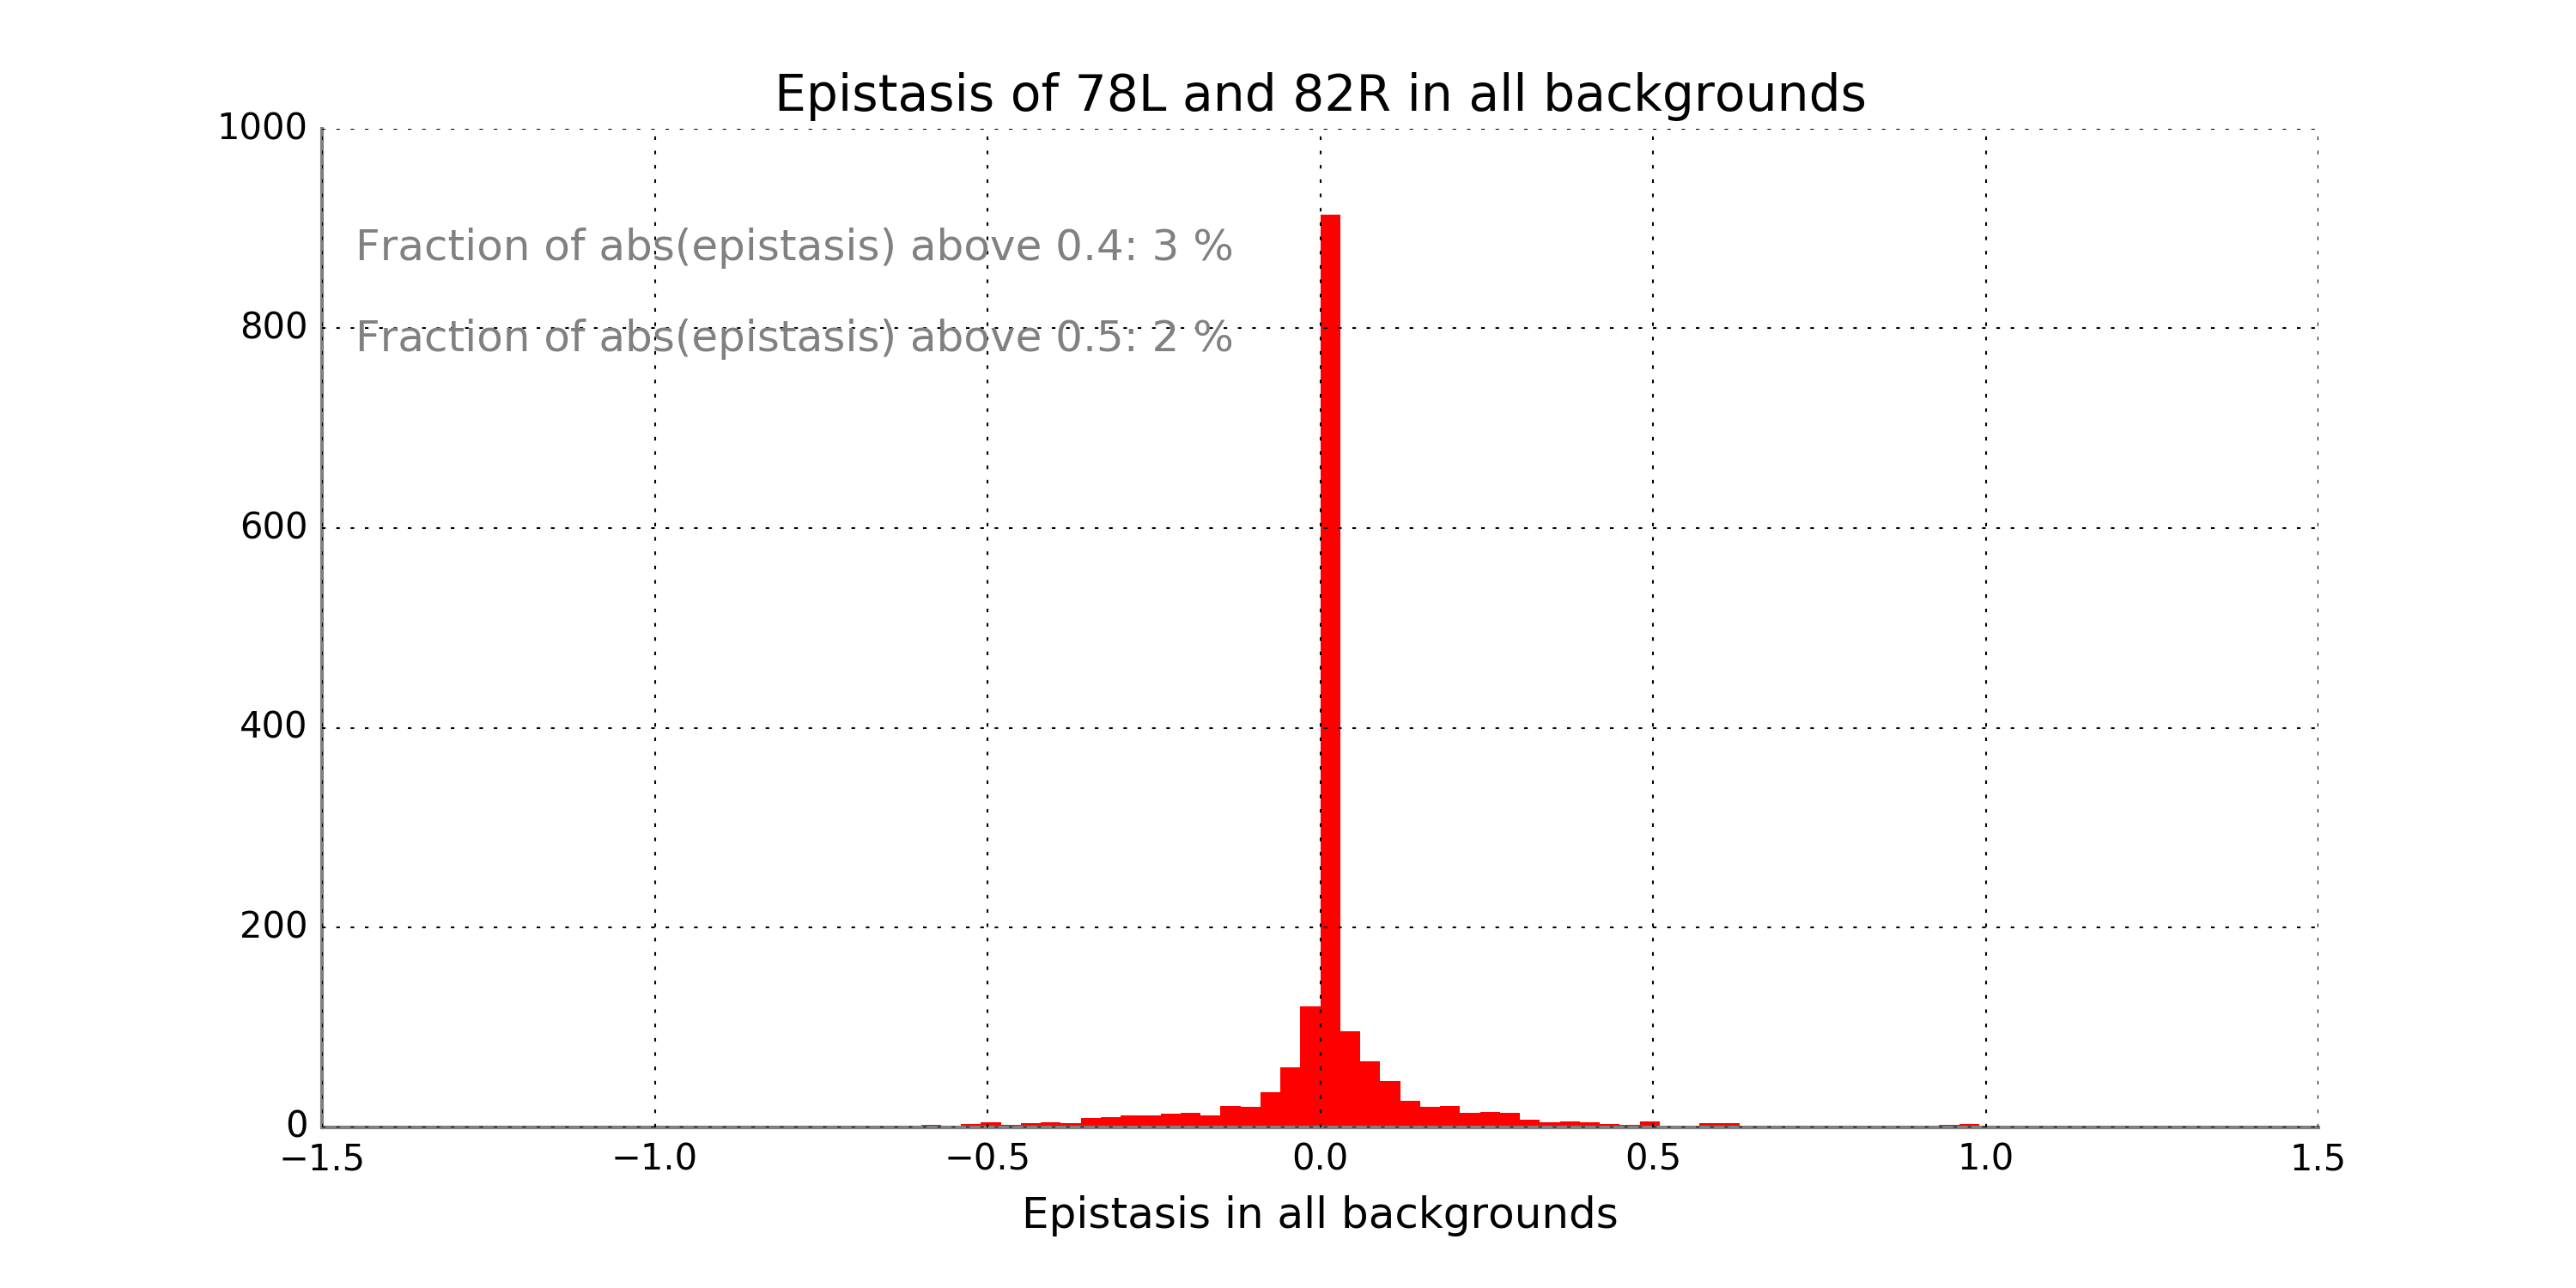 Epistasis of 78L and 82R in all backgrounds
1000
800
600
400
200
0
Fraction of abs(epistasis) above 0.4: 3 %
Fraction of abs(epistasis) above 0.5: 2 %
−1.5 −1.0 −0.5 0.0 0.5 1.0 1.5
Epistasis in all backgrounds